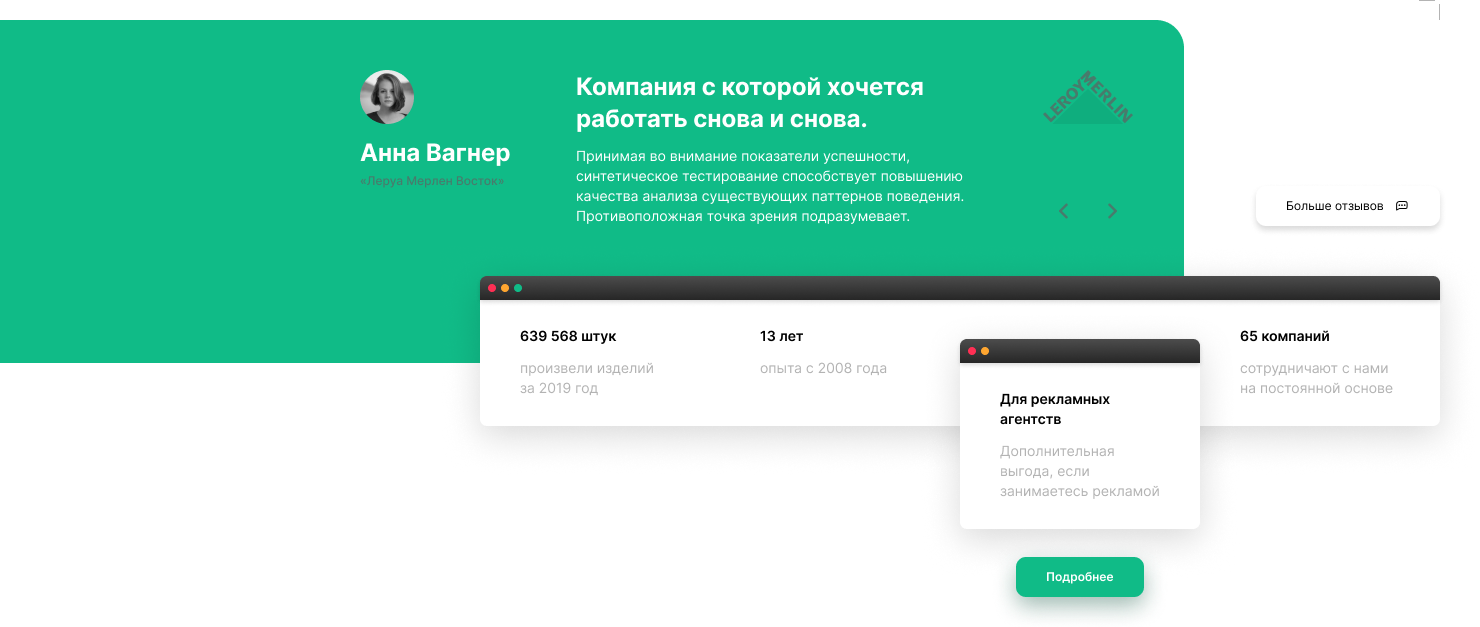 Анна Вагнер
«Леруа Мерлен Восток»
Компания с которой хочется
работать снова и снова.
Принимая во внимание показатели успешности,
синтетическое тестирование способствует повышению
качества анализа существующих паттернов поведения.
Противоположная точка зрения подразумевает.
LEROY MERLIN
Больше отзывов
639 568 штук
произвели изделий
за 2019 год
13 лет
опыта с 2008 года
Для рекламных
агентств
Дополнительная
выгода, если
занимаетесь рекламой
65 компаний
сотрудничают с нами
на постоянной основе
Подробнее